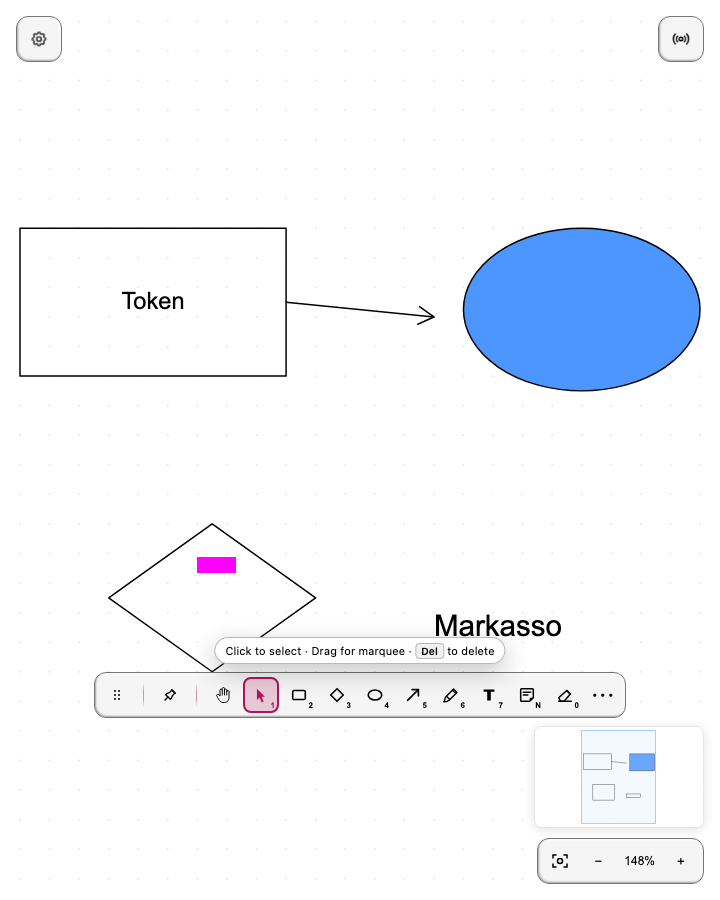 Token
Markasso
Click to select · Drag for marquee · Del to delete
1 2 3 4 5 6 7 N 0
148%